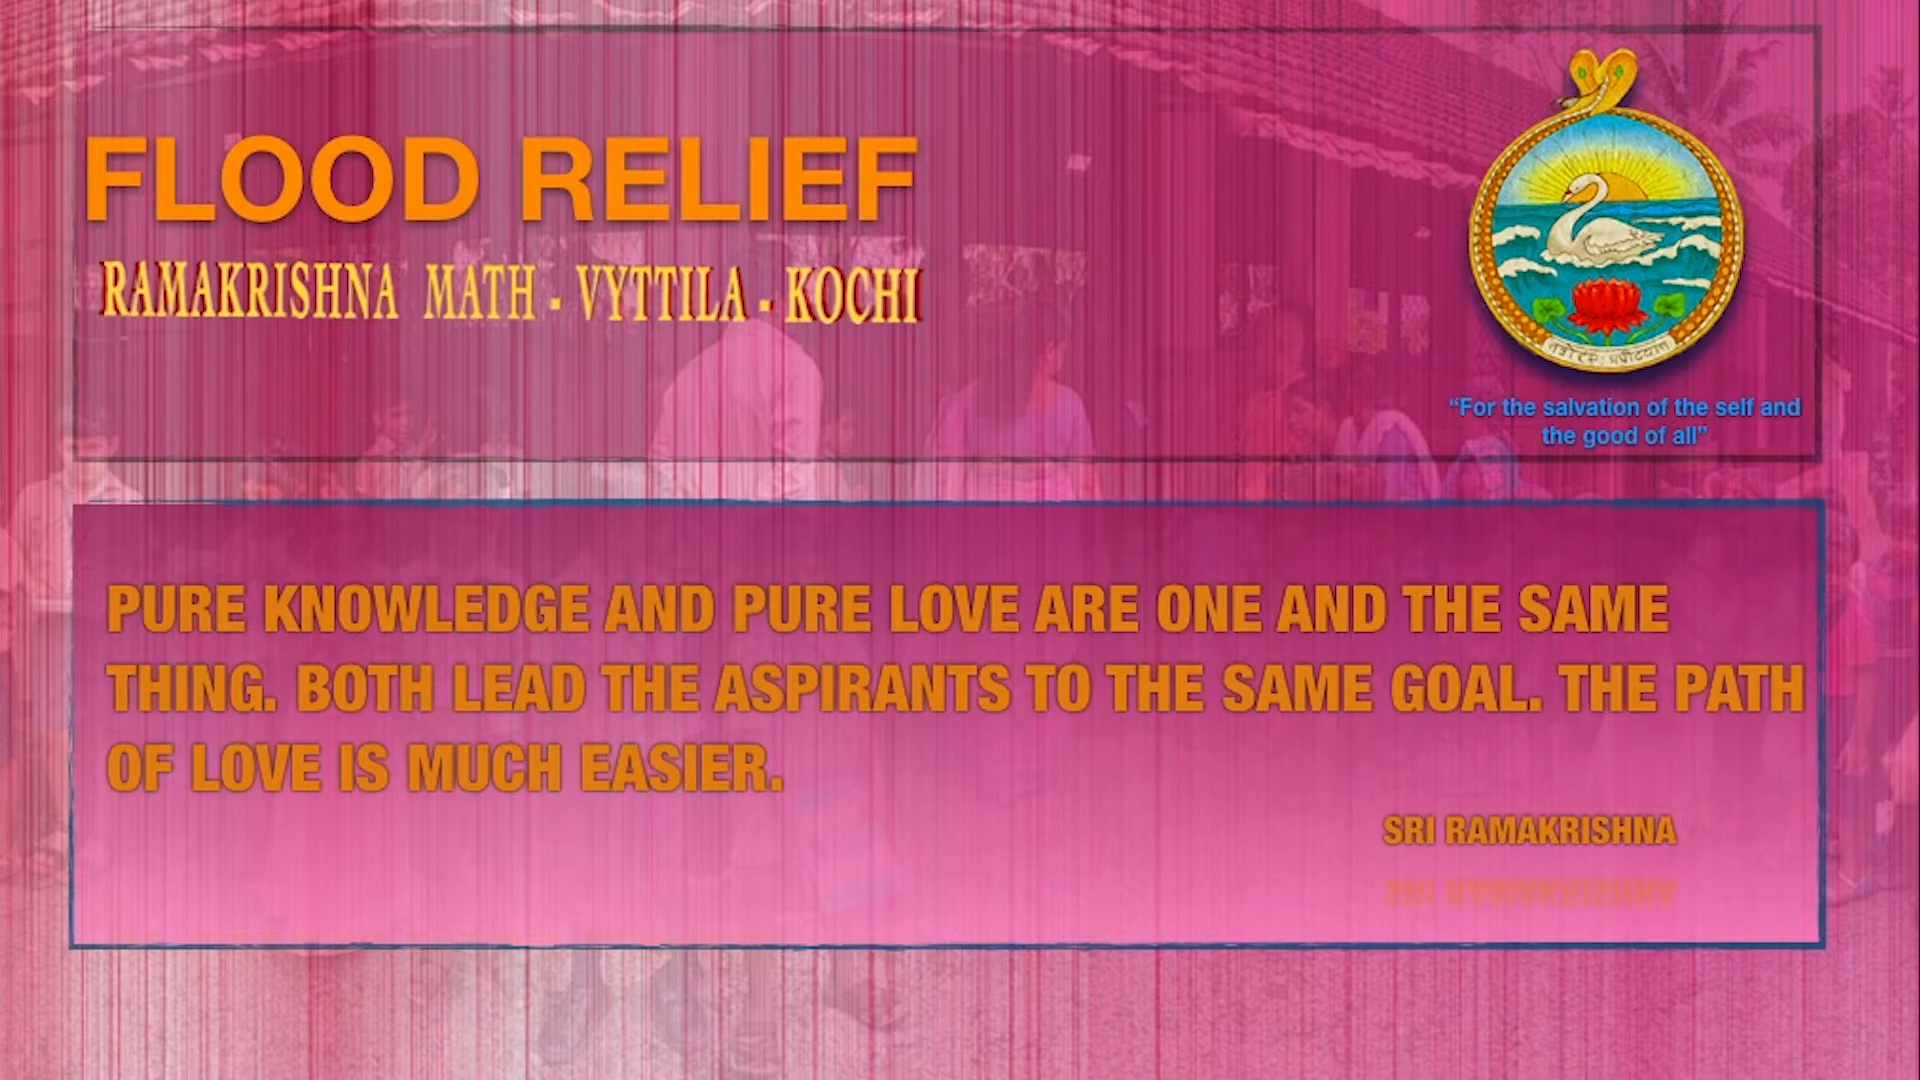 FLOOD RELIEF
RAMAKRISHNA MATH - VYTTILA - KOCHI
“For the salvation of the self and
the good of all”
PURE KNOWLEDGE AND PURE LOVE ARE ONE AND THE SAME
THING. BOTH LEAD THE ASPIRANTS TO THE SAME GOAL. THE PATH
OF LOVE IS MUCH EASIER.
SRI RAMAKRISHNA